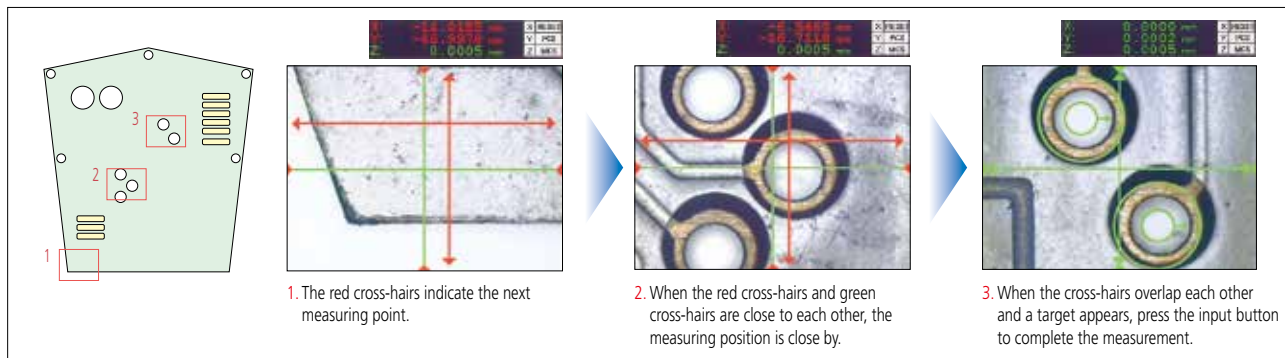 Z: 0.0005
Z: 0.0005
0.0002
0.0005
3
2
1
1. The red cross-hairs indicate the next
measuring point.
2. When the red cross-hairs and green
cross-hairs are close to each other, the
measuring position is close by.
3. When the cross-hairs overlap each other
and a target appears, press the input button
to complete the measurement.